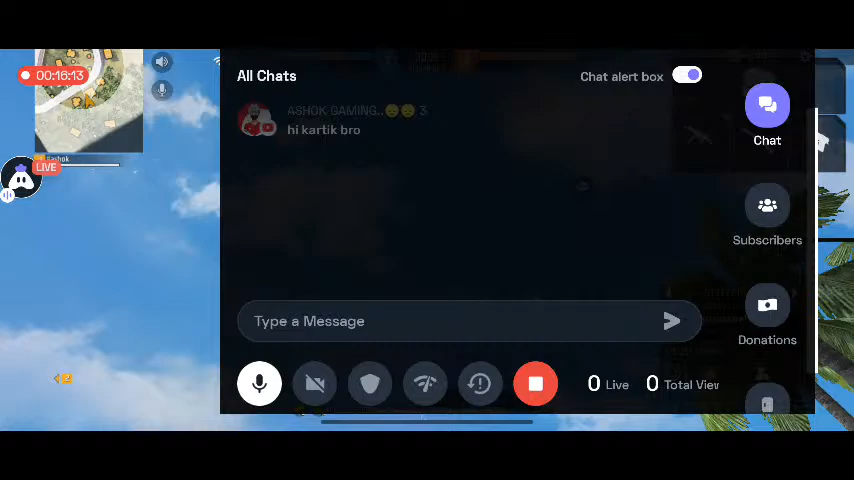 00:16:13
All Chats
Chat alert box
ASHOK GAMING..😞😞 3
hi kartik bro
Chat
LIVE
Subscribers
Type a Message
Donations
2
0 Live
0 Total View